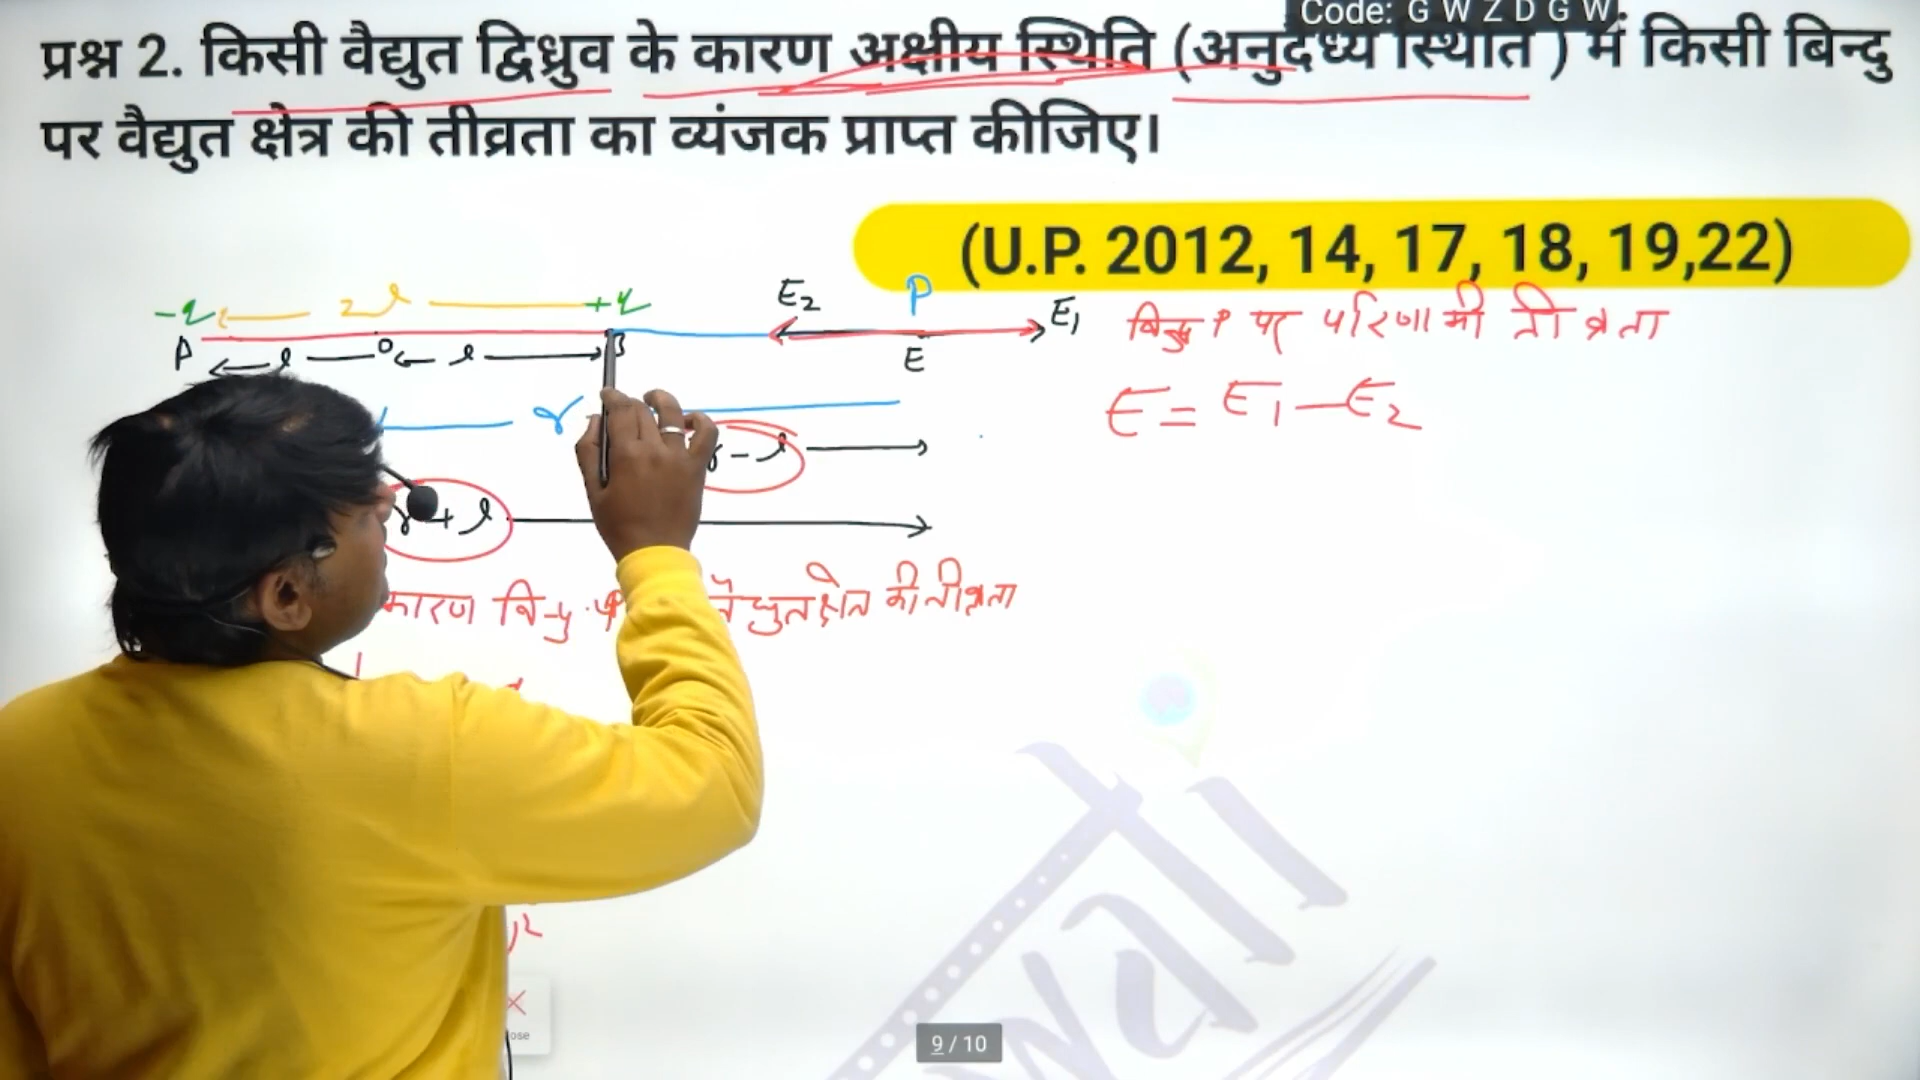 Code: G W Z D G W
प्रश्न 2. किसी वैद्युत द्विध्रुव के कारण अक्षीय स्थिति (अनुदैर्ध्य स्थिति ) में किसी बिन्दु
पर वैद्युत क्षेत्र की तीव्रता का व्यंजक प्राप्त कीजिए।
(U.P. 2012, 14, 17, 18, 19,22)
-q 2l +q E2 P E1
A l O l B E
बिन्दु P पर परिणामी तीव्रता
E = E1 - E2
r
r - l
r + l
कारण बिन्दु की तीव्रता
9 / 10